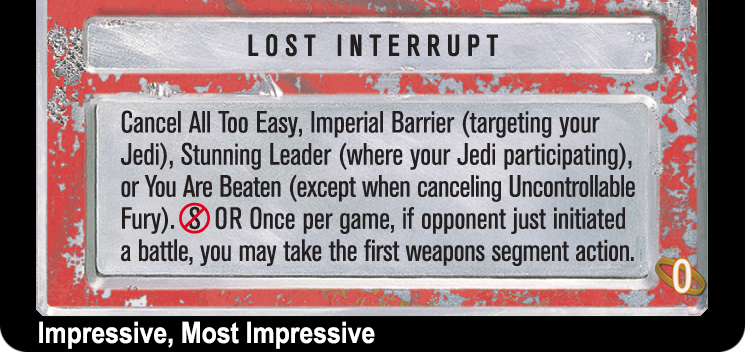 LOST INTERRUPT
Cancel All Too Easy, Imperial Barrier (targeting your
Jedi), Stunning Leader (where your Jedi participating),
or You Are Beaten (except when canceling Uncontrollable
Fury). 8 OR Once per game, if opponent just initiated
a battle, you may take the first weapons segment action.
0
Impressive, Most Impressive